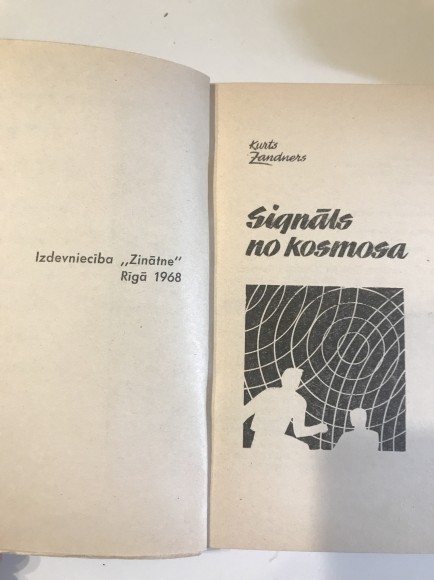 Izdevniecība „Zinātne“
Rīgā 1968
Kurts
Zandners
Signāls
no kosmosa